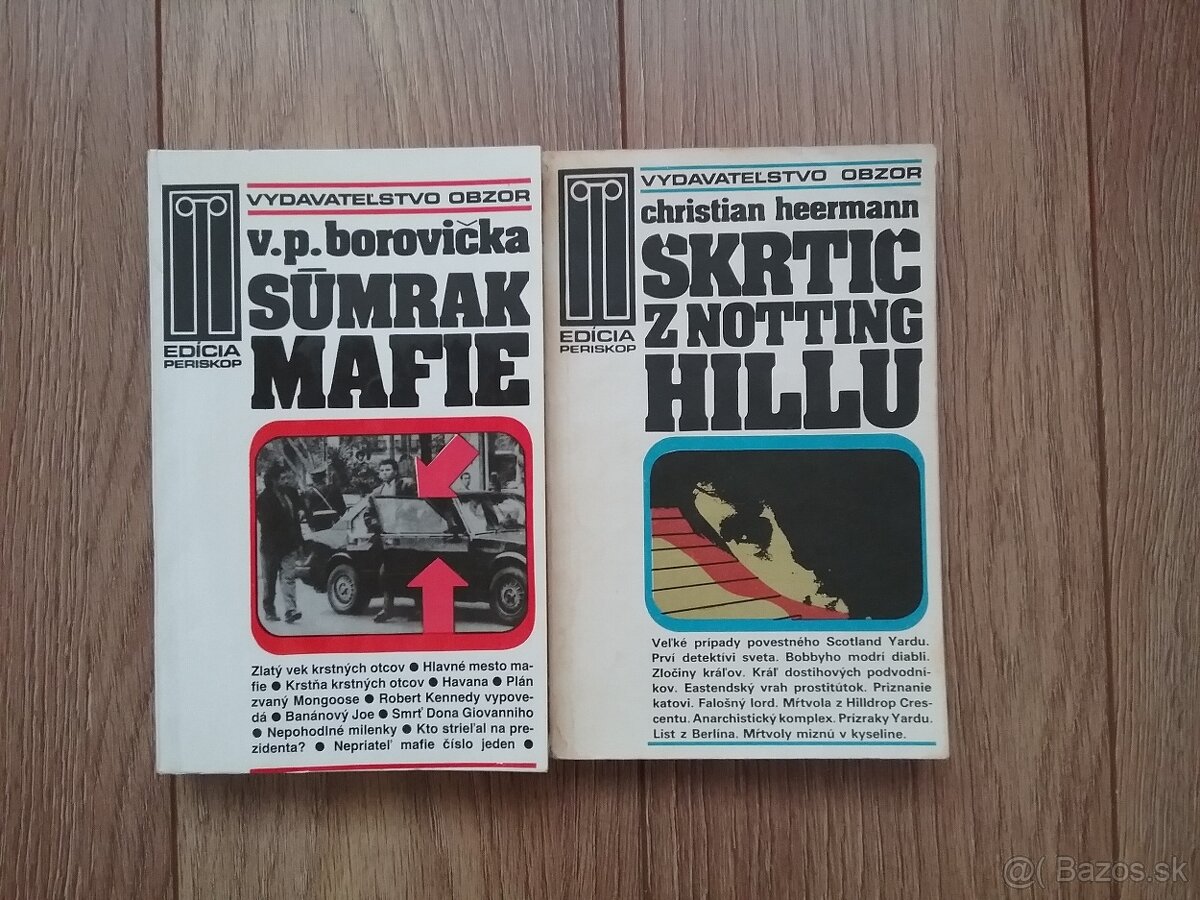 VYDAVATEĽSTVO OBZOR
v. p. borovička
SÚMRAK
MAFIE
EDÍCIA
PERISKOP
Zlatý vek krstných otcov ● Hlavné mesto ma-
fie ● Krstňa krstných otcov ● Havana ● Plán
zvaný Mongoose ● Robert Kennedy vypove-
dá ● Banánový Joe ● Smrť Dona Giovanniho
● Nepohodlné milenky ● Kto strieľal na pre-
zidenta? ● Nepriateľ mafie číslo jeden ●
VYDAVATEĽSTVO OBZOR
christian heermann
ŠKRTIČ
Z NOTTING
HILLU
EDÍCIA
PERISKOP
Veľké prípady povestného Scotland Yardu.
Prví detektívi sveta. Bobbyho modrí diabli.
Zločiny kráľov. Kráľ dostihových podvodní-
kov. Eastendský vrah prostitútok. Priznanie
katovi. Falošný lord. Mŕtvola z Hilldrop Cres-
centu. Anarchistický komplex. Prízraky Yardu.
List z Berlína. Mŕtvoly miznú v kyseline.
@( Bazos.sk